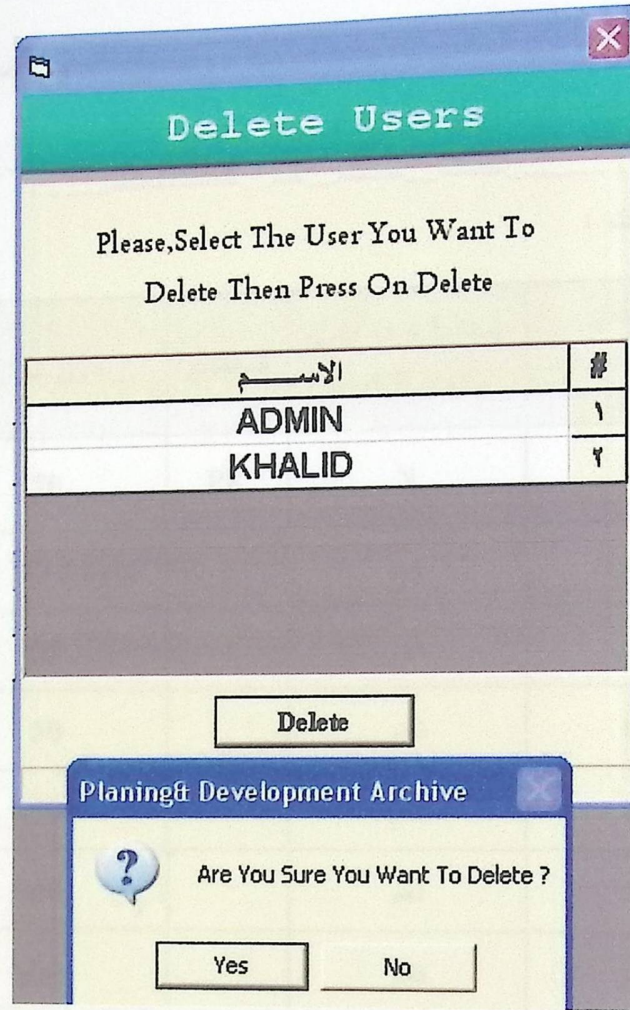 Delete Users
Please,Select The User You Want To
Delete Then Press On Delete
# الاســـم
١ ADMIN
٢ KHALID
Delete
Planing& Development Archive
Are You Sure You Want To Delete ?
Yes No